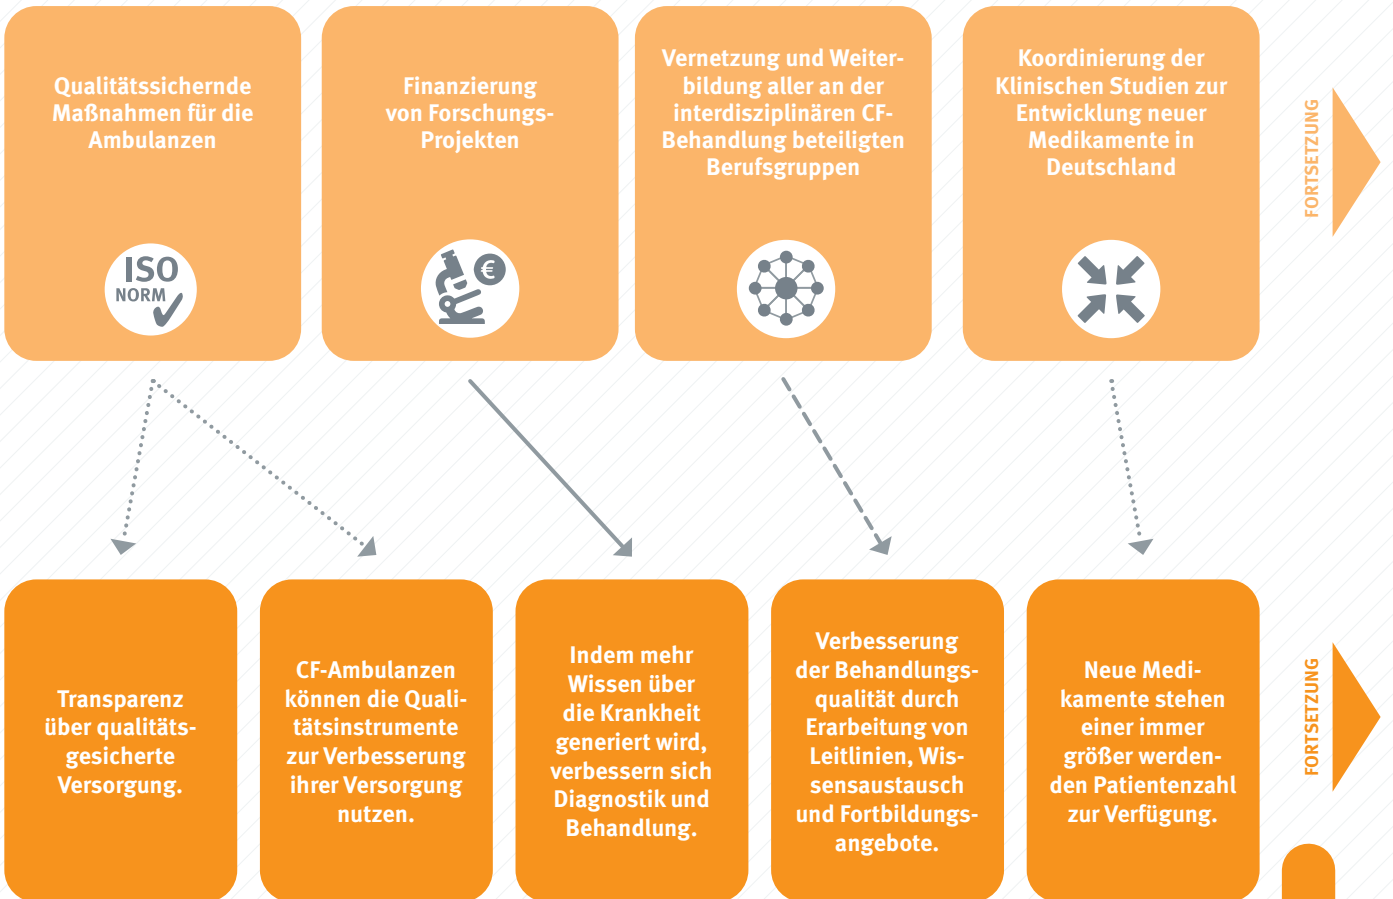 Qualitätssichernde
Maßnahmen für die
Ambulanzen
ISO
NORM
Finanzierung
von Forschungs-
Projekten
€
Vernetzung und Weiter-
bildung aller an der
interdisziplinären CF-
Behandlung beteiligten
Berufsgruppen
Koordinierung der
Klinischen Studien zur
Entwicklung neuer
Medikamente in
Deutschland
FORTSETZUNG
Transparenz
über qualitäts-
gesicherte
Versorgung.
CF-Ambulanzen
können die Quali-
tätsinstrumente
zur Verbesserung
ihrer Versorgung
nutzen.
Indem mehr
Wissen über
die Krankheit
generiert wird,
verbessern sich
Diagnostik und
Behandlung.
Verbesserung
der Behandlungs-
qualität durch
Erarbeitung von
Leitlinien, Wis-
sensaustausch
und Fortbildungs-
angebote.
Neue Medi-
kamente stehen
einer immer
größer werden-
den Patientenzahl
zur Verfügung.
FORTSETZUNG